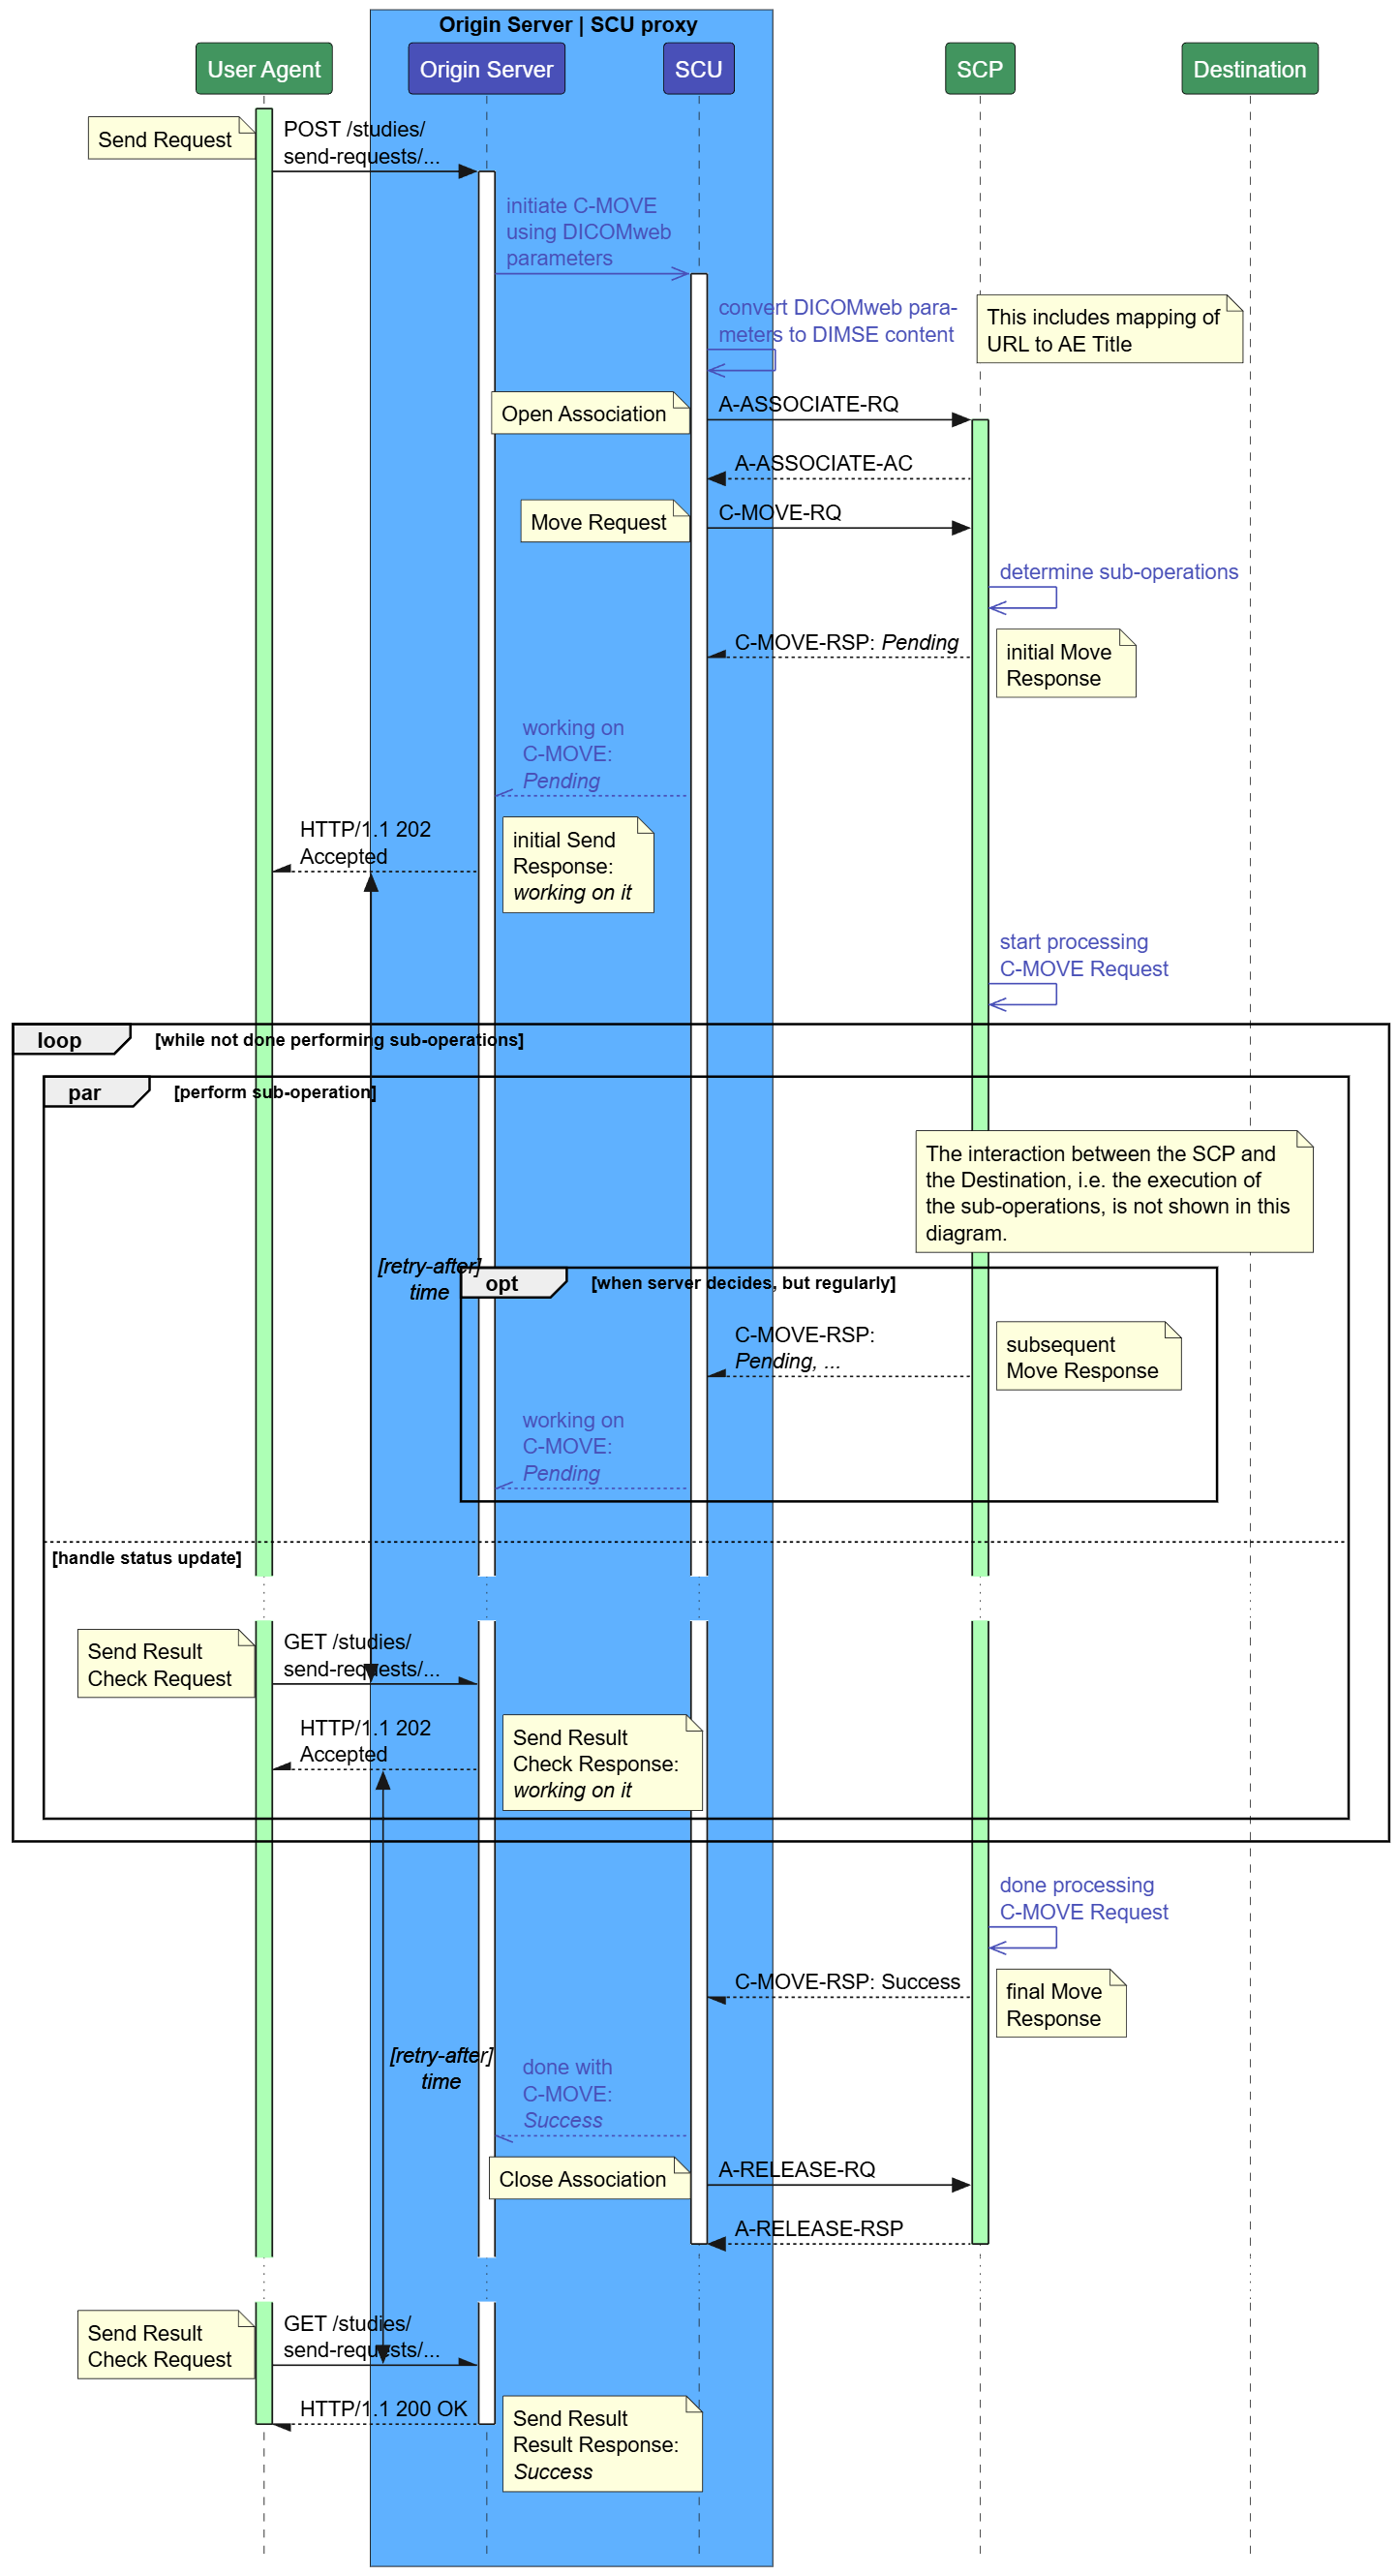 Origin Server | SCU proxy
User Agent
Origin Server
SCU
SCP
Destination
Send Request
POST /studies/
send-requests/...
initiate C-MOVE
using DICOMweb
parameters
convert DICOMweb para-
meters to DIMSE content
This includes mapping of
URL to AE Title
Open Association
A-ASSOCIATE-RQ
A-ASSOCIATE-AC
Move Request
C-MOVE-RQ
determine sub-operations
C-MOVE-RSP: Pending
initial Move
Response
working on
C-MOVE:
Pending
HTTP/1.1 202
Accepted
initial Send
Response:
working on it
start processing
C-MOVE Request
loop
[while not done performing sub-operations]
par
[perform sub-operation]
The interaction between the SCP and
the Destination, i.e. the execution of
the sub-operations, is not shown in this
diagram.
[retry-after]
time
opt
[when server decides, but regularly]
C-MOVE-RSP:
Pending, ...
subsequent
Move Response
working on
C-MOVE:
Pending
[handle status update]
Send Result
Check Request
GET /studies/
send-requests/...
HTTP/1.1 202
Accepted
Send Result
Check Response:
working on it
done processing
C-MOVE Request
C-MOVE-RSP: Success
final Move
Response
[retry-after]
time
done with
C-MOVE:
Success
Close Association
A-RELEASE-RQ
A-RELEASE-RSP
Send Result
Check Request
GET /studies/
send-requests/...
HTTP/1.1 200 OK
Send Result
Result Response:
Success